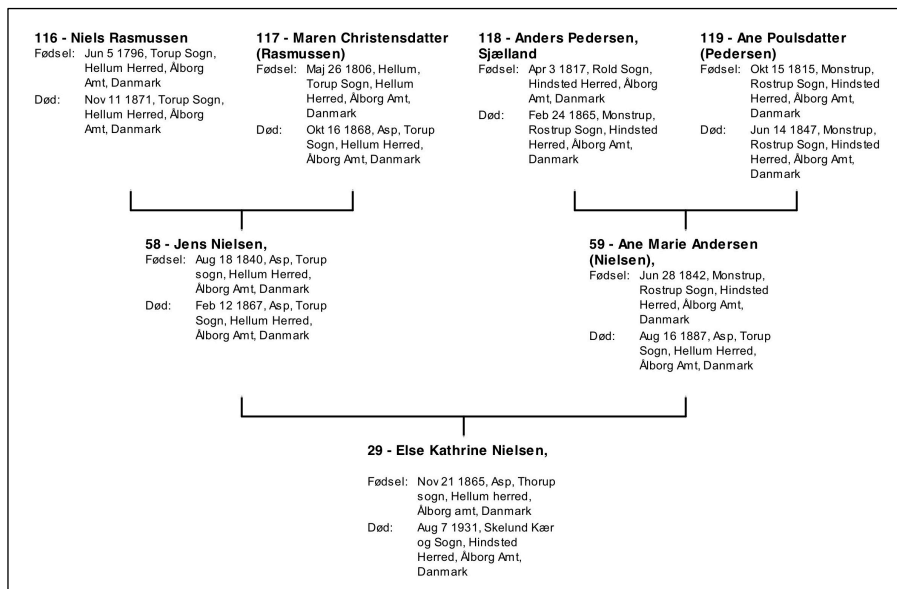 116 - Niels Rasmussen
Fødsel: Jun 5 1796, Torup Sogn,
Hellum Herred, Ålborg
Amt, Danmark
Død: Nov 11 1871, Torup Sogn,
Hellum Herred, Ålborg
Amt, Danmark
117 - Maren Christensdatter
(Rasmussen)
Fødsel: Maj 26 1806, Hellum,
Torup Sogn, Hellum
Herred, Ålborg Amt,
Danmark
Død: Okt 16 1868, Asp, Torup
Sogn, Hellum Herred,
Ålborg Amt, Danmark
118 - Anders Pedersen,
Sjælland
Fødsel: Apr 3 1817, Rold Sogn,
Hindsted Herred, Ålborg
Amt, Danmark
Død: Feb 24 1865, Monstrup,
Rostrup Sogn, Hindsted
Herred, Ålborg Amt,
Danmark
119 - Ane Poulsdatter
(Pedersen)
Fødsel: Okt 15 1815, Monstrup,
Rostrup Sogn, Hindsted
Herred, Ålborg Amt,
Danmark
Død: Jun 14 1847, Monstrup,
Rostrup Sogn, Hindsted
Herred, Ålborg Amt,
Danmark
58 - Jens Nielsen,
Fødsel: Aug 18 1840, Asp, Torup
sogn, Hellum Herred,
Ålborg Amt, Danmark
Død: Feb 12 1867, Asp, Torup
Sogn, Hellum Herred,
Ålborg Amt, Danmark
59 - Ane Marie Andersen
(Nielsen),
Fødsel: Jun 28 1842, Monstrup,
Rostrup Sogn, Hindsted
Herred, Ålborg Amt,
Danmark
Død: Aug 16 1887, Asp, Torup
Sogn, Hellum Herred,
Ålborg Amt, Danmark
29 - Else Kathrine Nielsen,
Fødsel: Nov 21 1865, Asp, Thorup
sogn, Hellum herred,
Ålborg amt, Danmark
Død: Aug 7 1931, Skelund Kær
og Sogn, Hindsted
Herred, Ålborg Amt,
Danmark